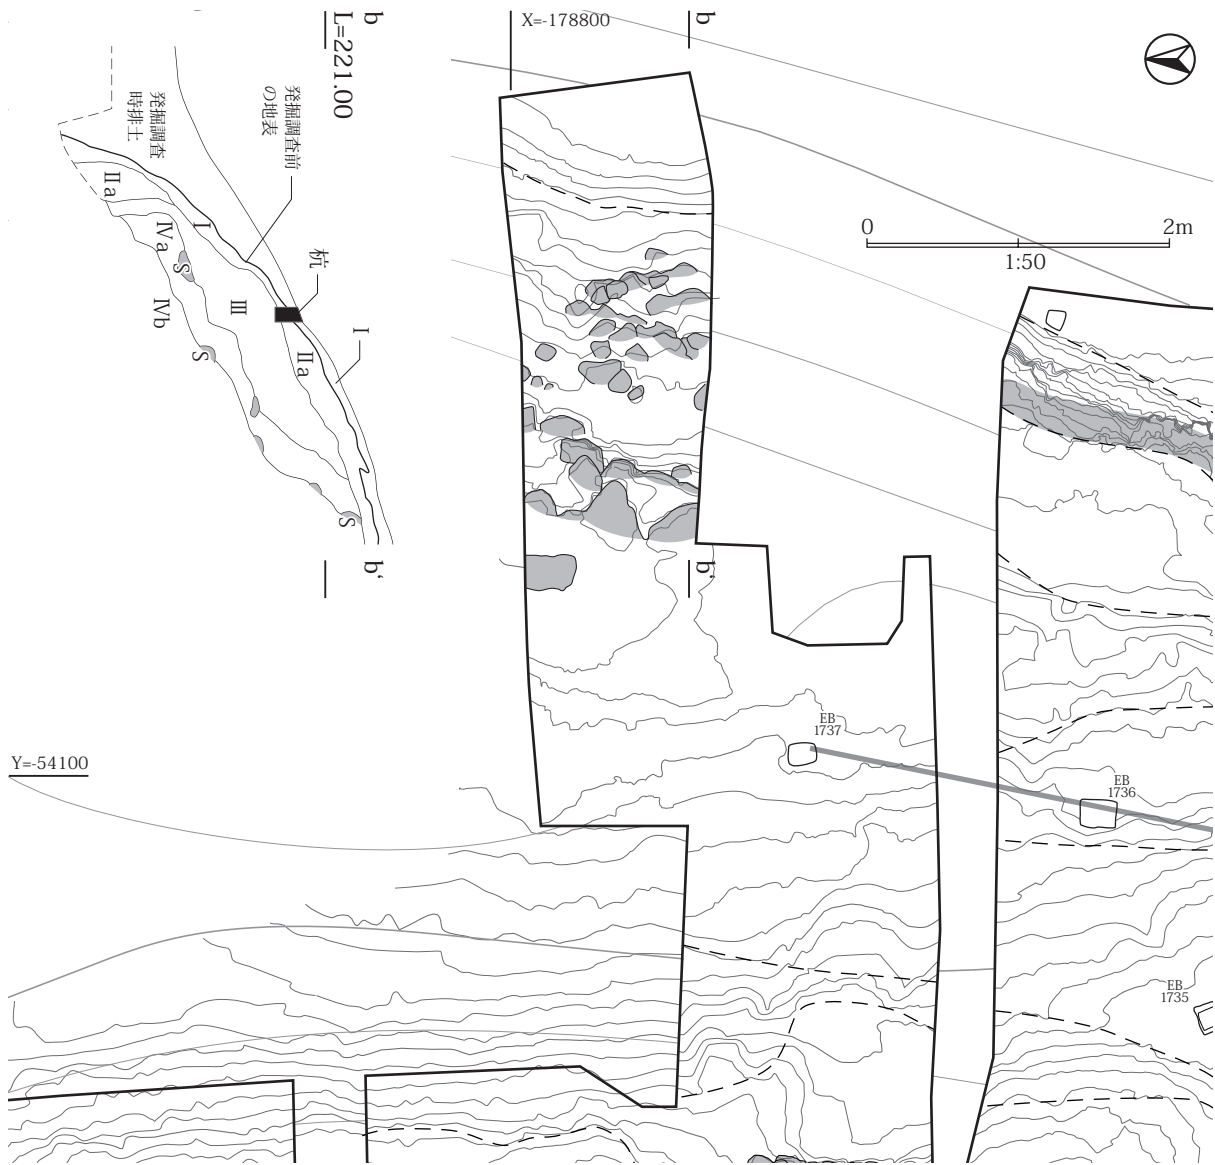 X=-178800
b
b
L=221.00
発掘調査前
の地表
発掘調査
時排土
Ⅱa
Ⅰ
Ⅳa
S
Ⅳb
Ⅲ
杭
Ⅰ
Ⅱa
S
S
b'
b'
0
2m
1:50
EB
1737
Y=-54100
EB
1736
EB
1735